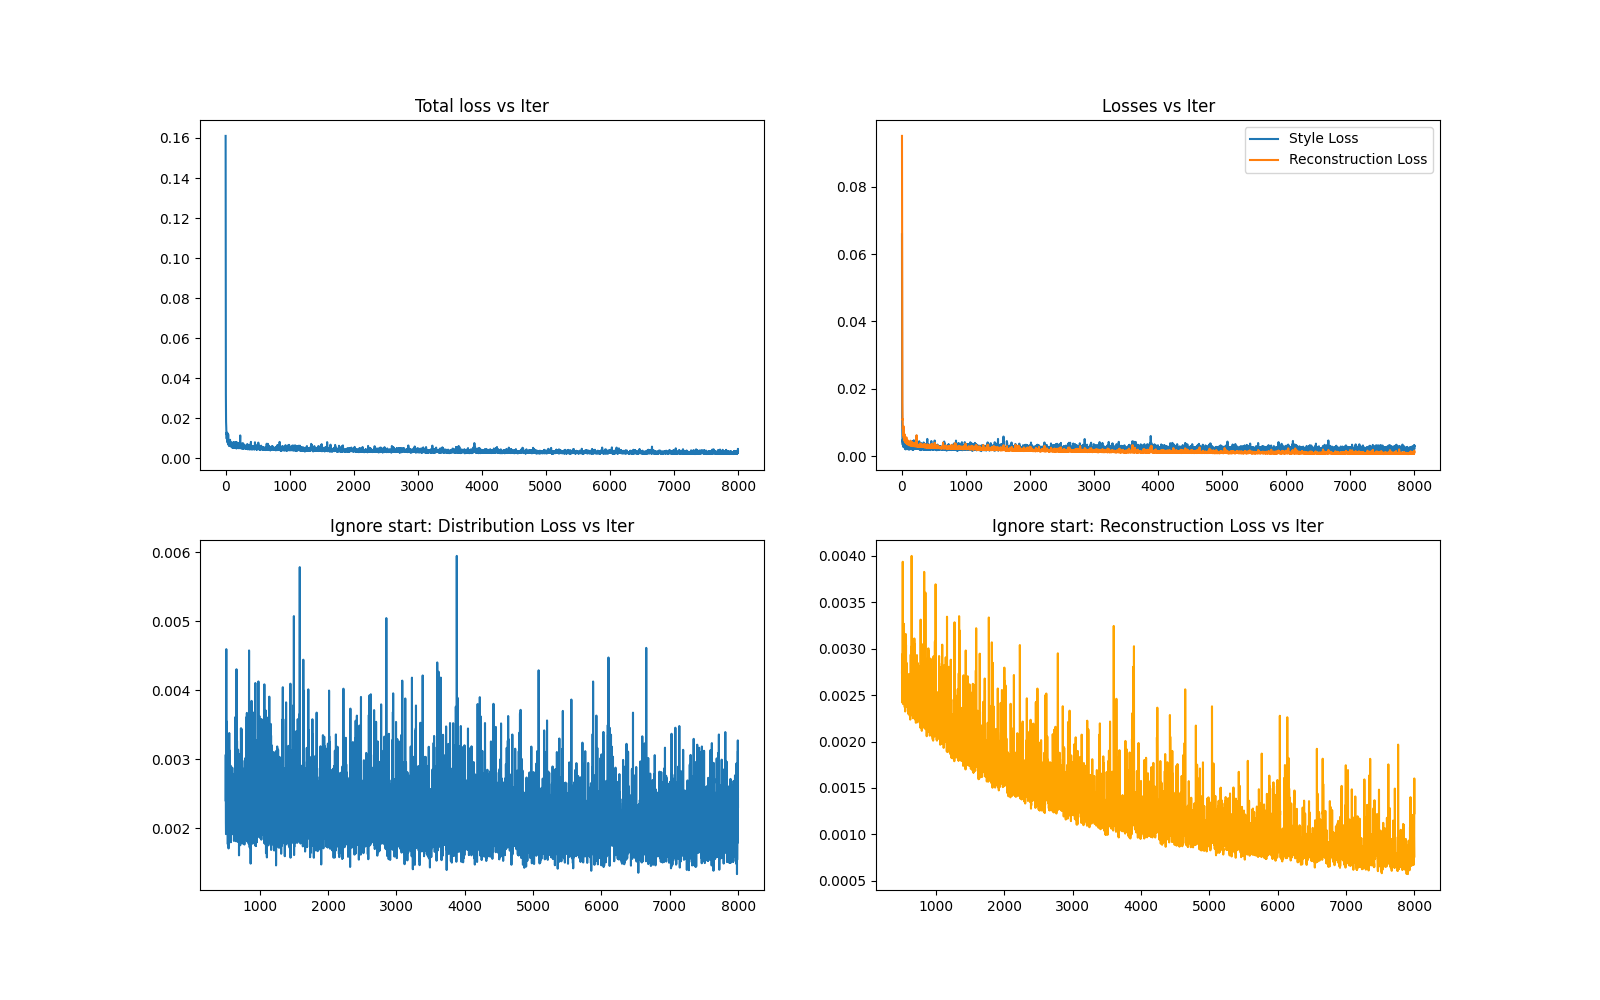 Total loss vs Iter
0.16
0.14
0.12
0.10
0.08
0.06
0.04
0.02
0.00
0 1000 2000 3000 4000 5000 6000 7000 8000
Losses vs Iter
Style Loss
Reconstruction Loss
0.08
0.06
0.04
0.02
0.00
0 1000 2000 3000 4000 5000 6000 7000 8000
Ignore start: Distribution Loss vs Iter
0.006
0.005
0.004
0.003
0.002
1000 2000 3000 4000 5000 6000 7000 8000
Ignore start: Reconstruction Loss vs Iter
0.0040
0.0035
0.0030
0.0025
0.0020
0.0015
0.0010
0.0005
1000 2000 3000 4000 5000 6000 7000 8000